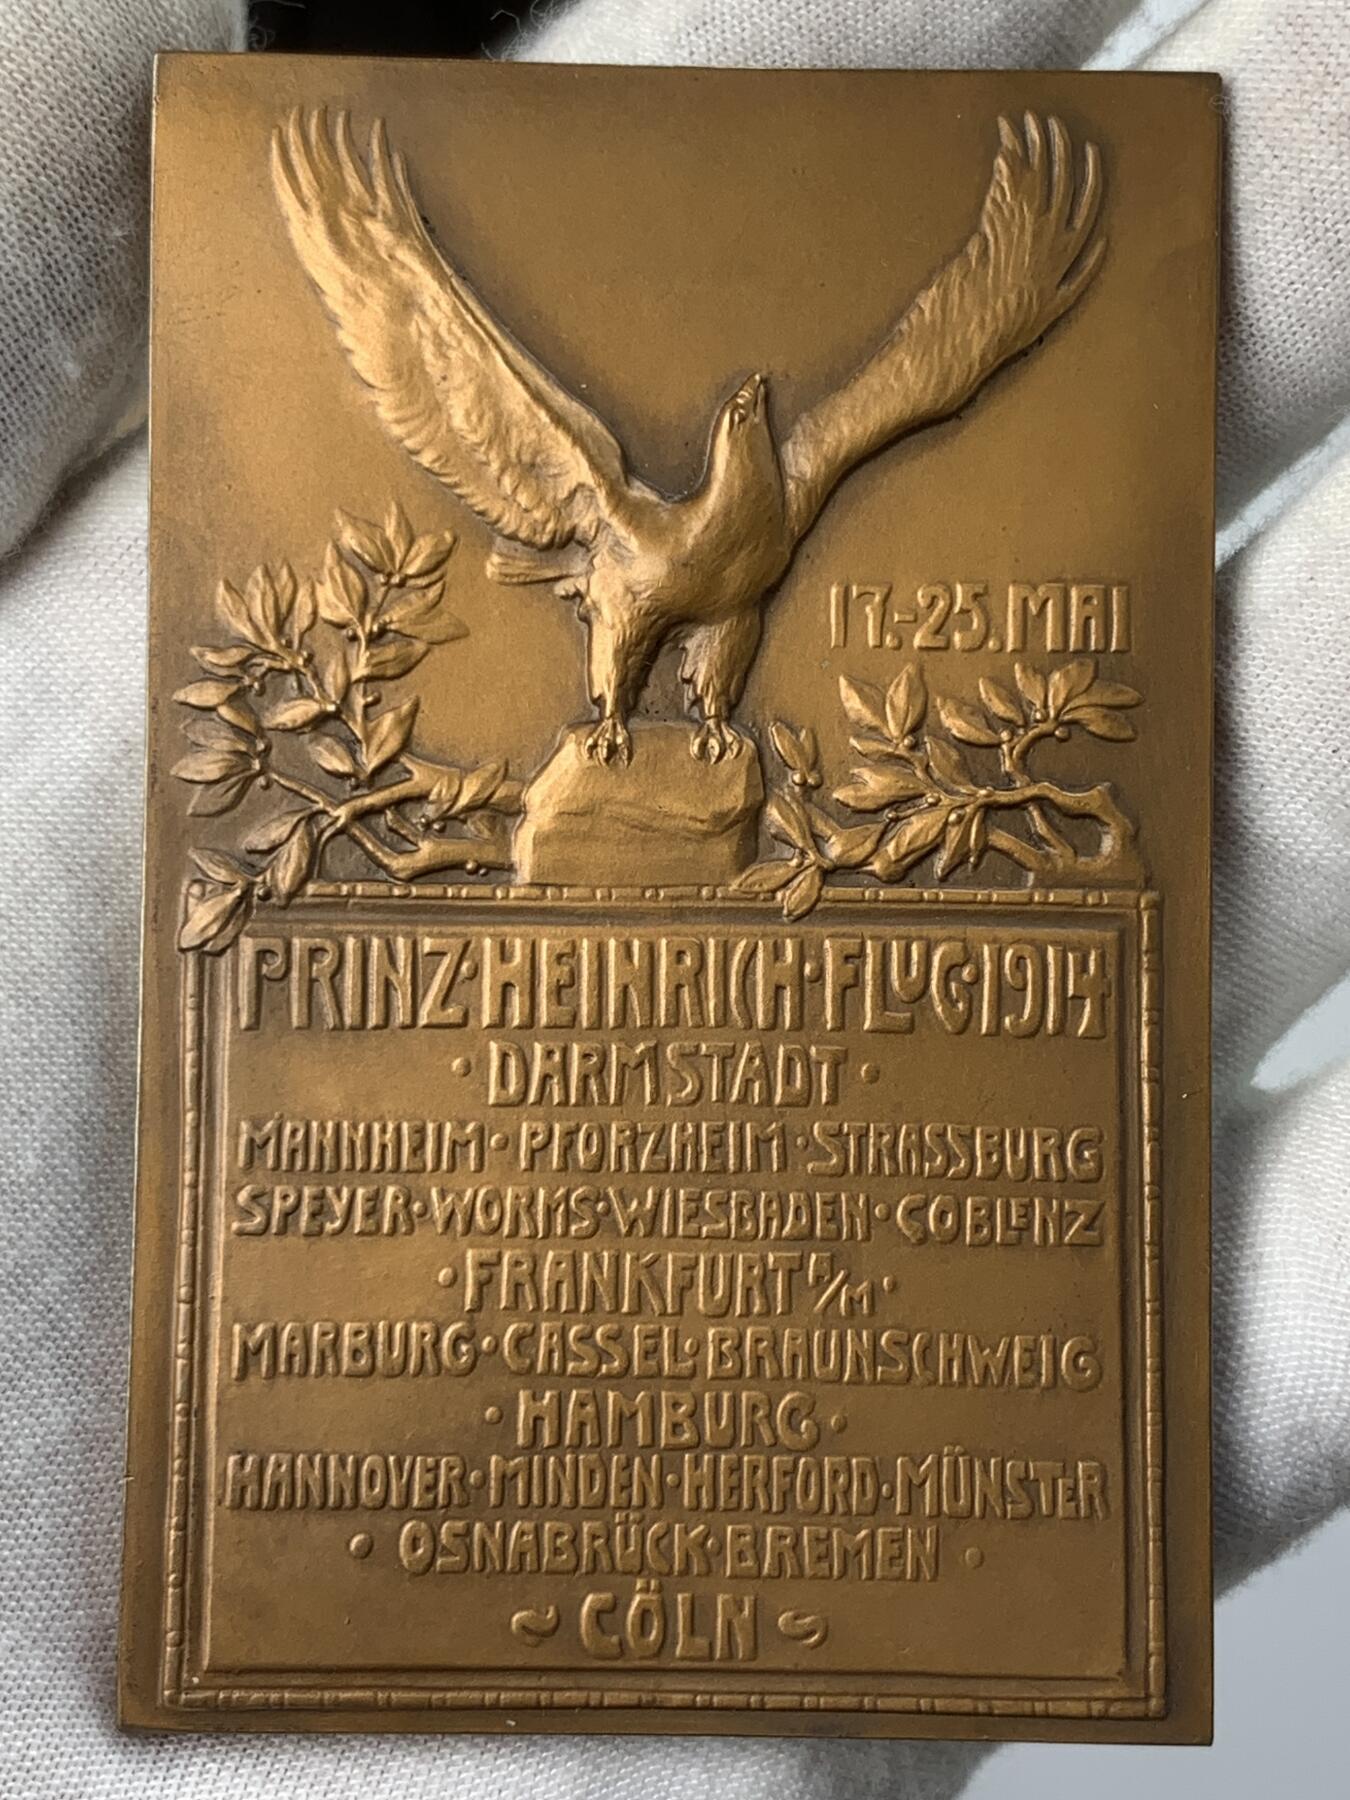 17.-25. MAI
PRINZ·HEINRICH·FLUG·1914
·DARMSTADT·
MANNHEIM·PFORZHEIM·STRASSBURG
SPEYER·WORMS·WIESBADEN·COBLENZ
·FRANKFURT A/M·
MARBURG·CASSEL·BRAUNSCHWEIG
·HAMBURG·
HANNOVER·MINDEN·HERFORD·MÜNSTER
·OSNABRÜCK·BREMEN·
~CÖLN~